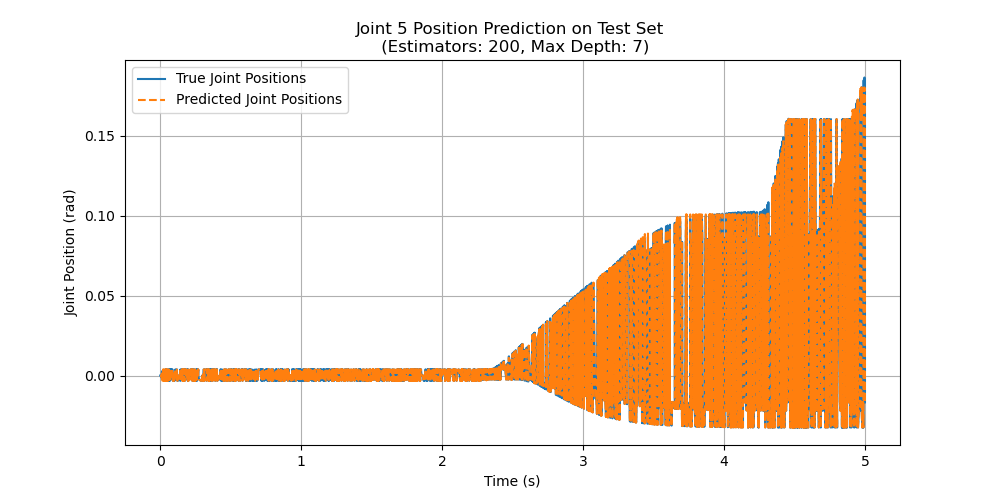 Joint 5 Position Prediction on Test Set
(Estimators: 200, Max Depth: 7)
True Joint Positions
Predicted Joint Positions
Joint Position (rad)
0.15
0.10
0.05
0.00
0 1 2 3 4 5
Time (s)